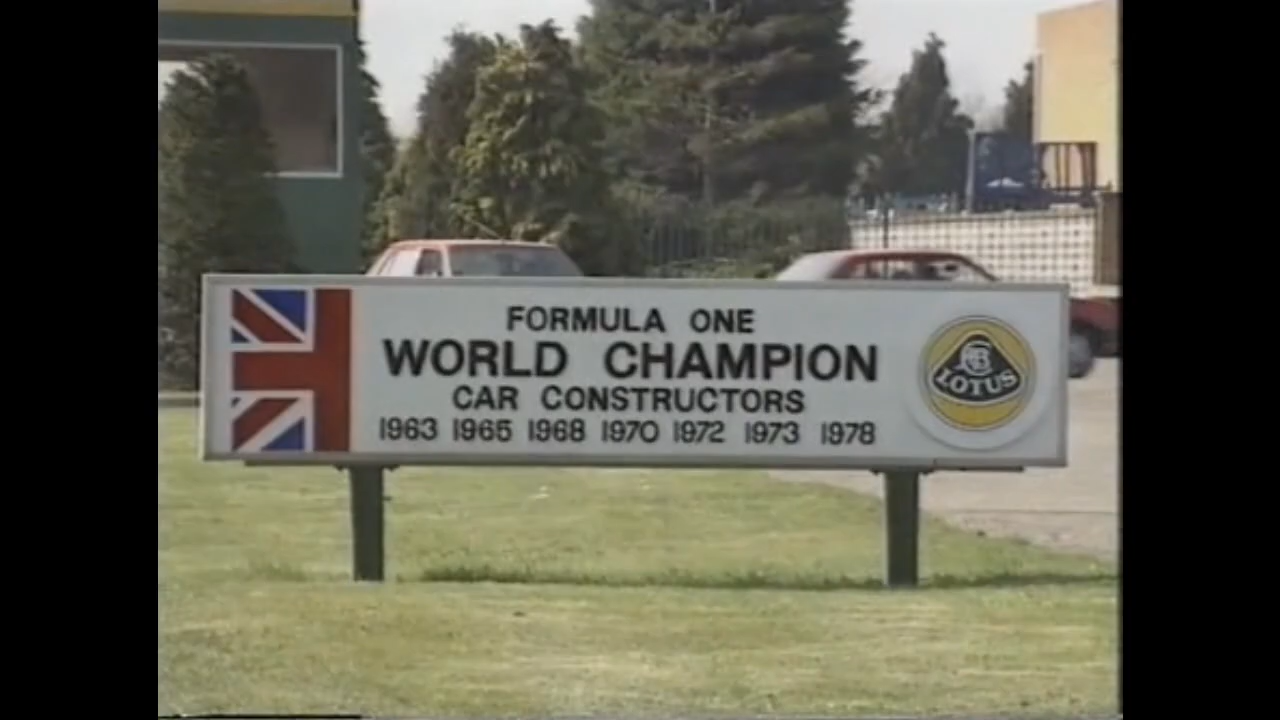 FORMULA ONE
WORLD CHAMPION
CAR CONSTRUCTORS
1963 1965 1968 1970 1972 1973 1978
LOTUS